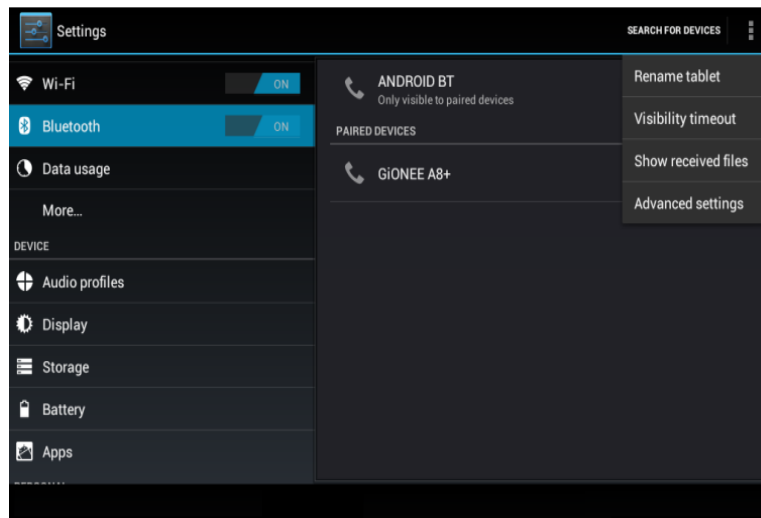 Settings
SEARCH FOR DEVICES
Wi-Fi
ON
Bluetooth
ON
Data usage
More...
DEVICE
Audio profiles
Display
Storage
Battery
Apps
ANDROID BT
Only visible to paired devices
PAIRED DEVICES
GiONEE A8+
Rename tablet
Visibility timeout
Show received files
Advanced settings